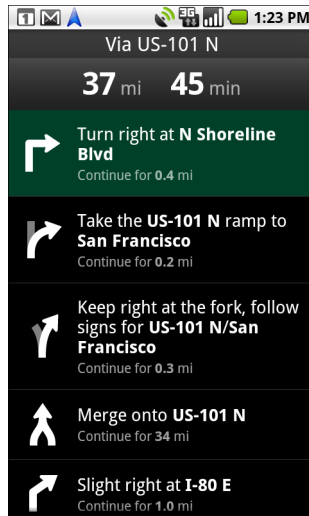 1 3G 1:23 PM
Via US-101 N
37 mi 45 min
Turn right at N Shoreline
Blvd
Continue for 0.4 mi
Take the US-101 N ramp to
San Francisco
Continue for 0.2 mi
Keep right at the fork, follow
signs for US-101 N/San
Francisco
Continue for 0.3 mi
Merge onto US-101 N
Continue for 34 mi
Slight right at I-80 E
Continue for 1.0 mi